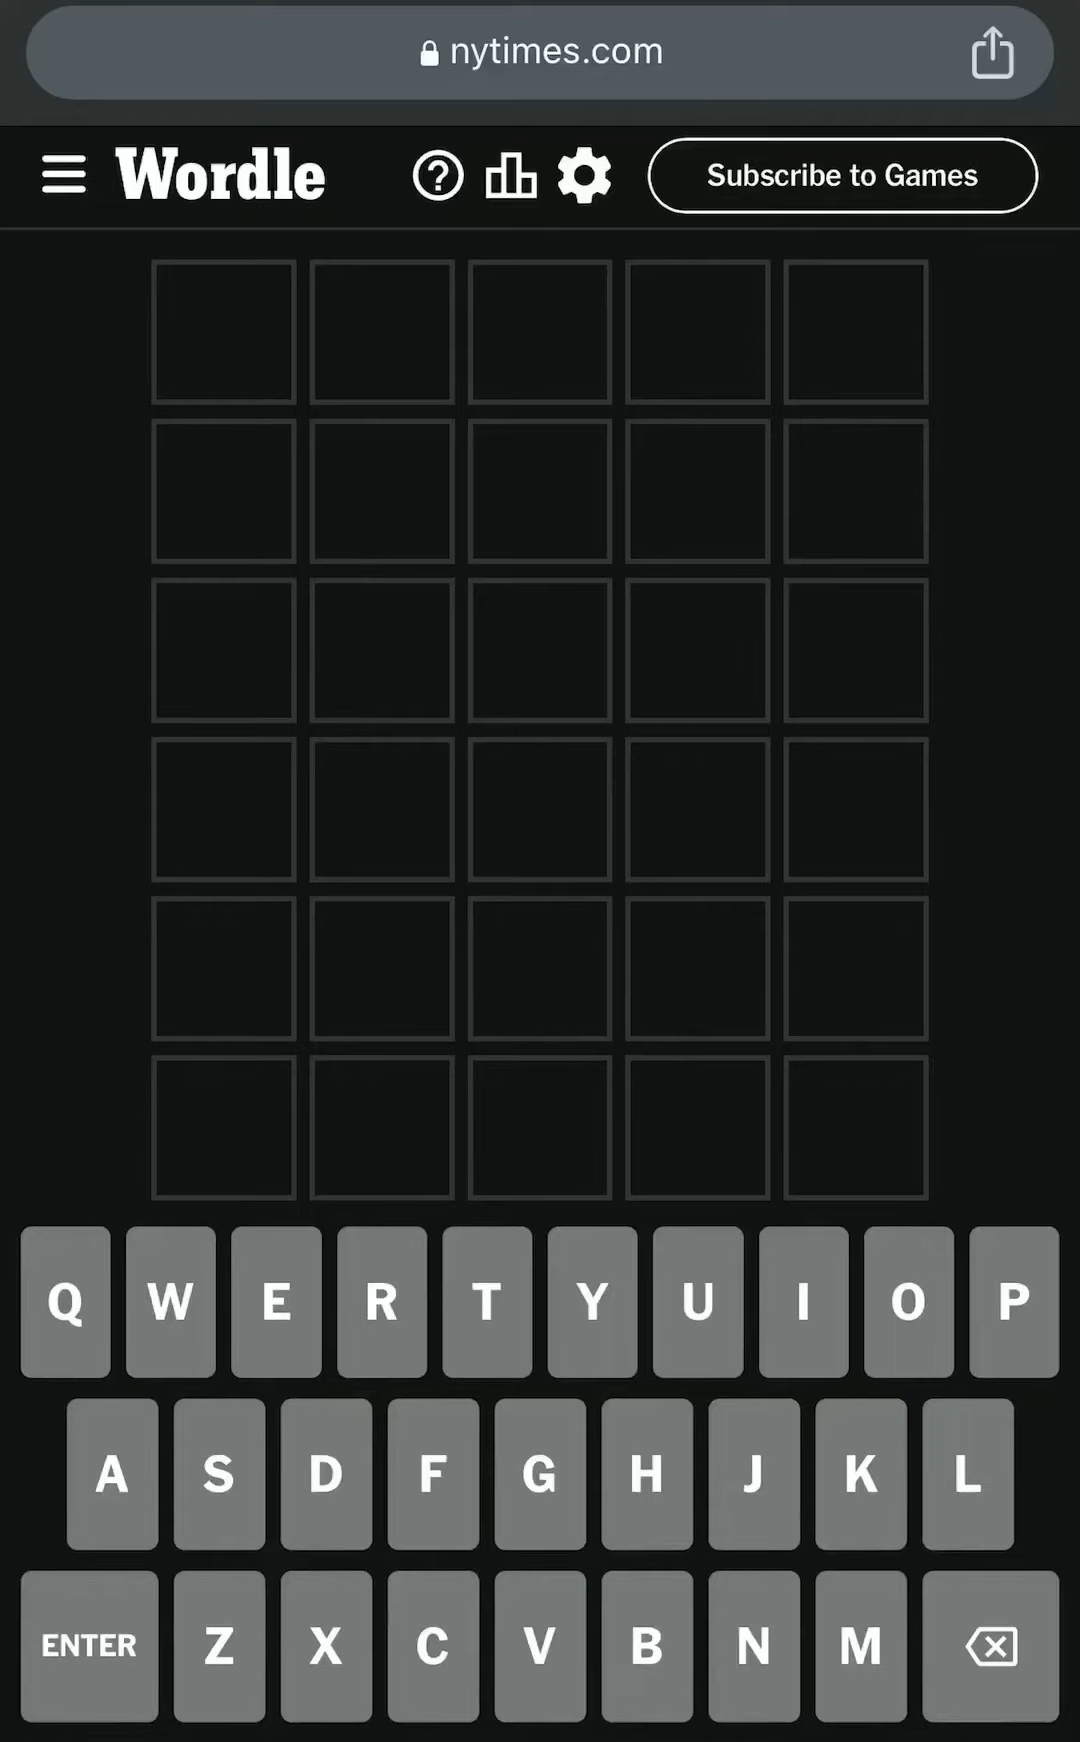 nytimes.com
Wordle ? Subscribe to Games
Q W E R T Y U I O P
A S D F G H J K L
ENTER Z X C V B N M